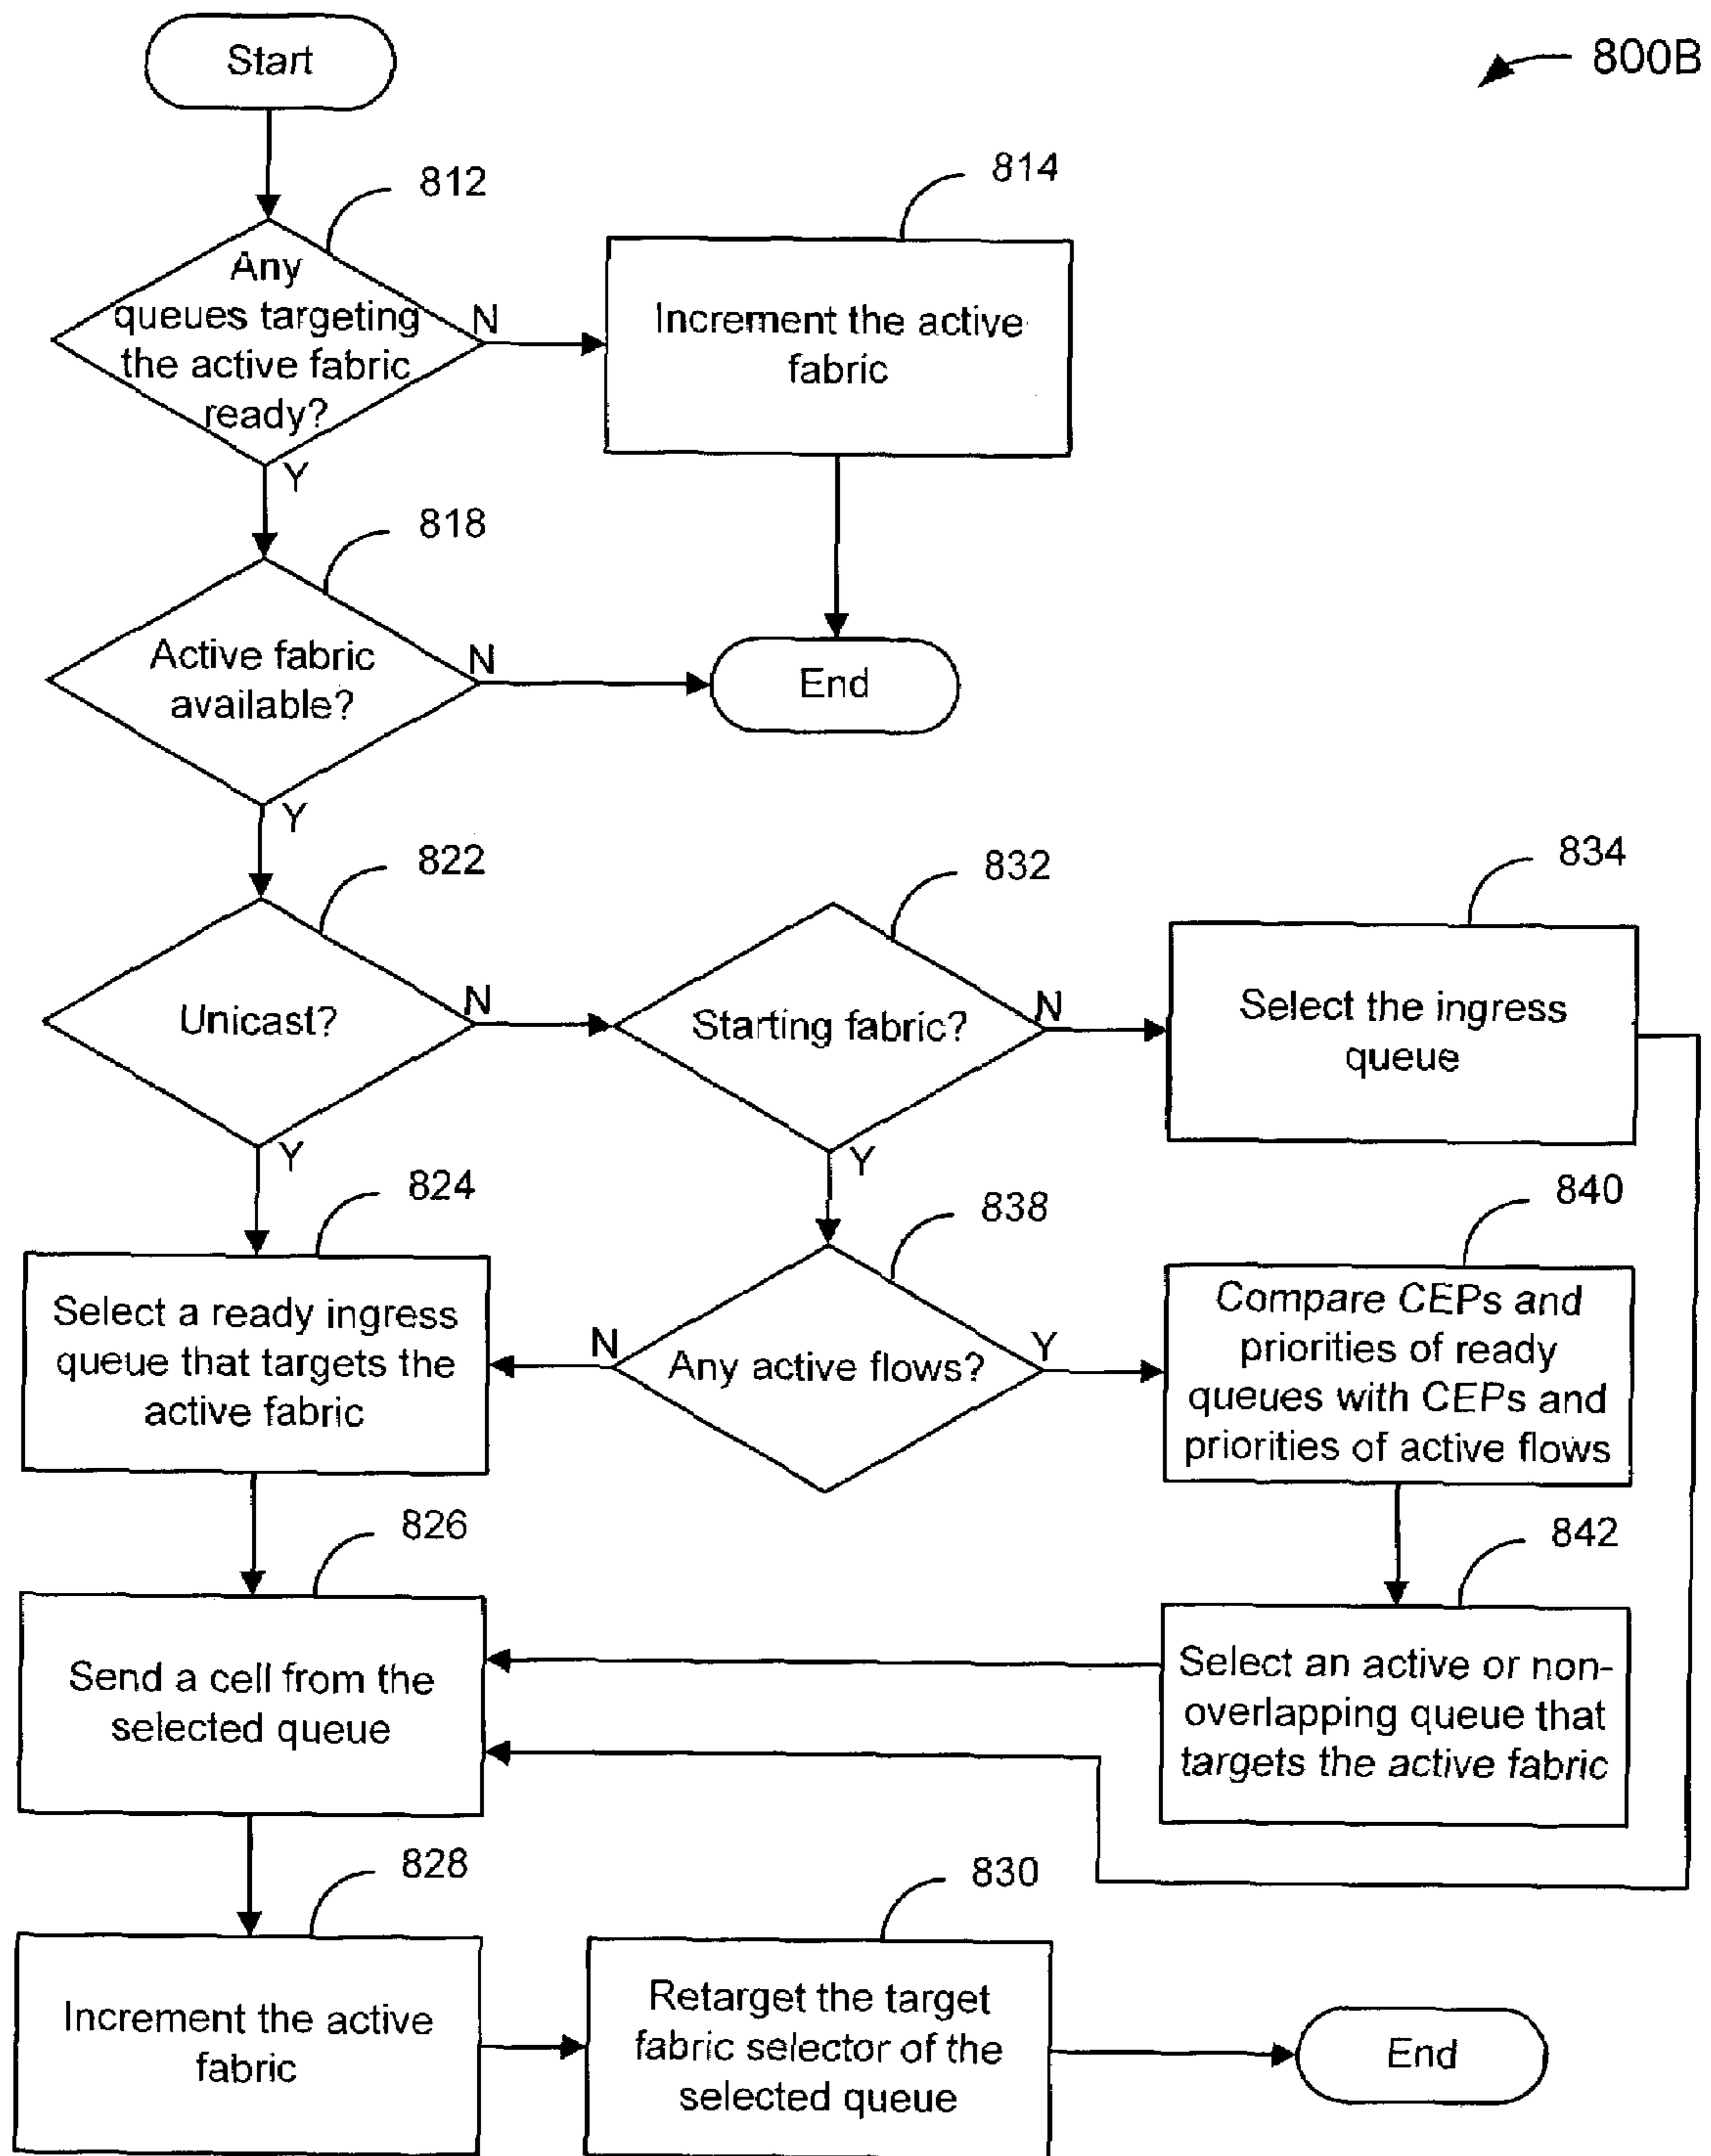 Start
800B
812
814
Any
queues targeting
the active fabric
ready?
N
Increment the active
fabric
Y
818
Active fabric
available?
N
End
Y
822
832
834
Unicast?
N
Starting fabric?
N
Select the ingress
queue
Y
Y
824
838
840
Select a ready ingress
queue that targets the
active fabric
N
Any active flows?
Y
Compare CEPs and
priorities of ready
queues with CEPs and
priorities of active flows
826
842
Send a cell from the
selected queue
Select an active or non-
overlapping queue that
targets the active fabric
828
830
Increment the active
fabric
Retarget the target
fabric selector of the
selected queue
End